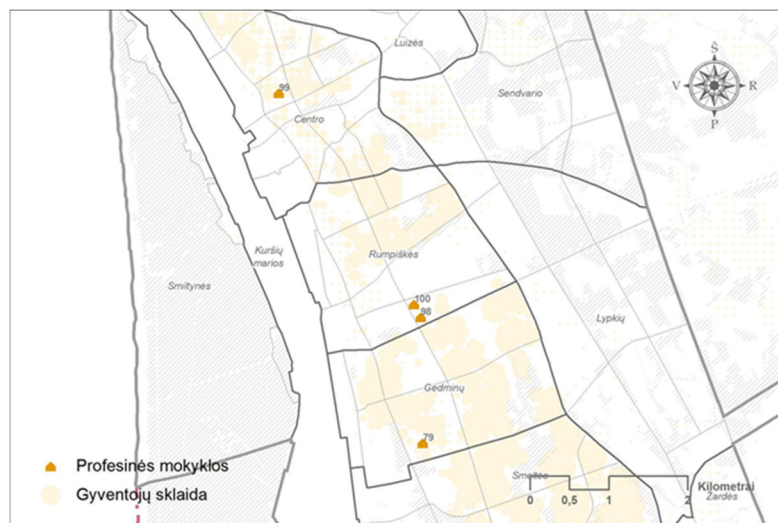 Luizės
Š
V R
P
99
Sendvario
Centro
Kuršių
marios
Rumpiškės
Smiltynės
100
98
Lypkių
Gedminų
79
Profesinės mokyklos
Smeltės
Kilometrai
Gyventojų sklaida
0 0,5 1 2
Žardės